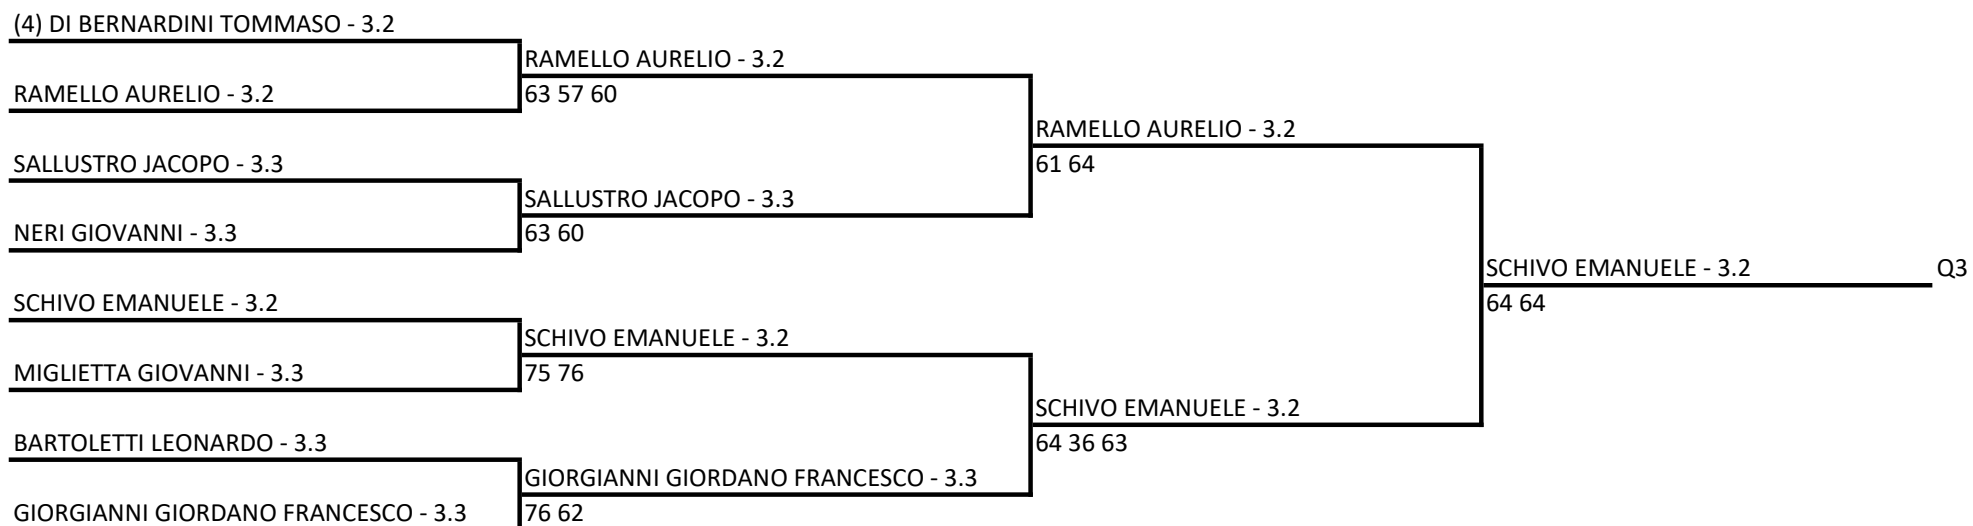 (4) DI BERNARDINI TOMMASO - 3.2
RAMELLO AURELIO - 3.2
RAMELLO AURELIO - 3.2
63 57 60
RAMELLO AURELIO - 3.2
61 64
SALLUSTRO JACOPO - 3.3
SALLUSTRO JACOPO - 3.3
NERI GIOVANNI - 3.3
63 60
SCHIVO EMANUELE - 3.2
Q3
64 64
SCHIVO EMANUELE - 3.2
SCHIVO EMANUELE - 3.2
MIGLIETTA GIOVANNI - 3.3
75 76
SCHIVO EMANUELE - 3.2
64 36 63
BARTOLETTI LEONARDO - 3.3
GIORGIANNI GIORDANO FRANCESCO - 3.3
GIORGIANNI GIORDANO FRANCESCO - 3.3
76 62